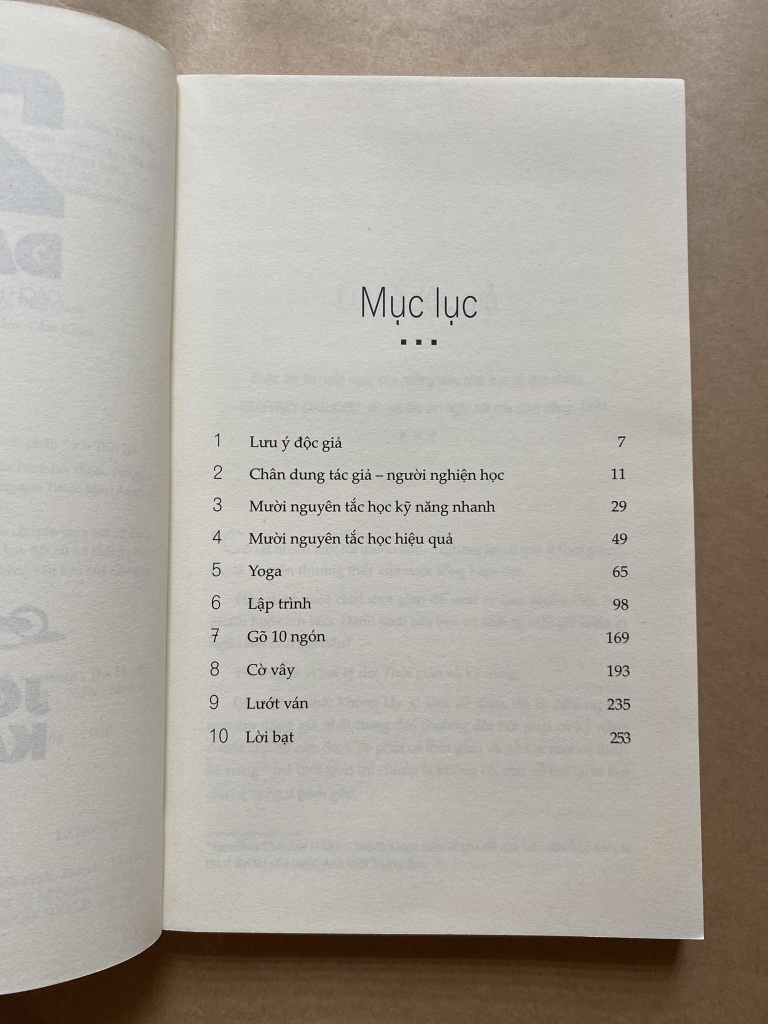 Mục lục
1 Lưu ý độc giả 7
2 Chân dung tác giả – người nghiện học 11
3 Mười nguyên tắc học kỹ năng nhanh 29
4 Mười nguyên tắc học hiệu quả 49
5 Yoga 65
6 Lập trình 98
7 Gõ 10 ngón 169
8 Cờ vây 193
9 Lướt ván 235
10 Lời bạt 253